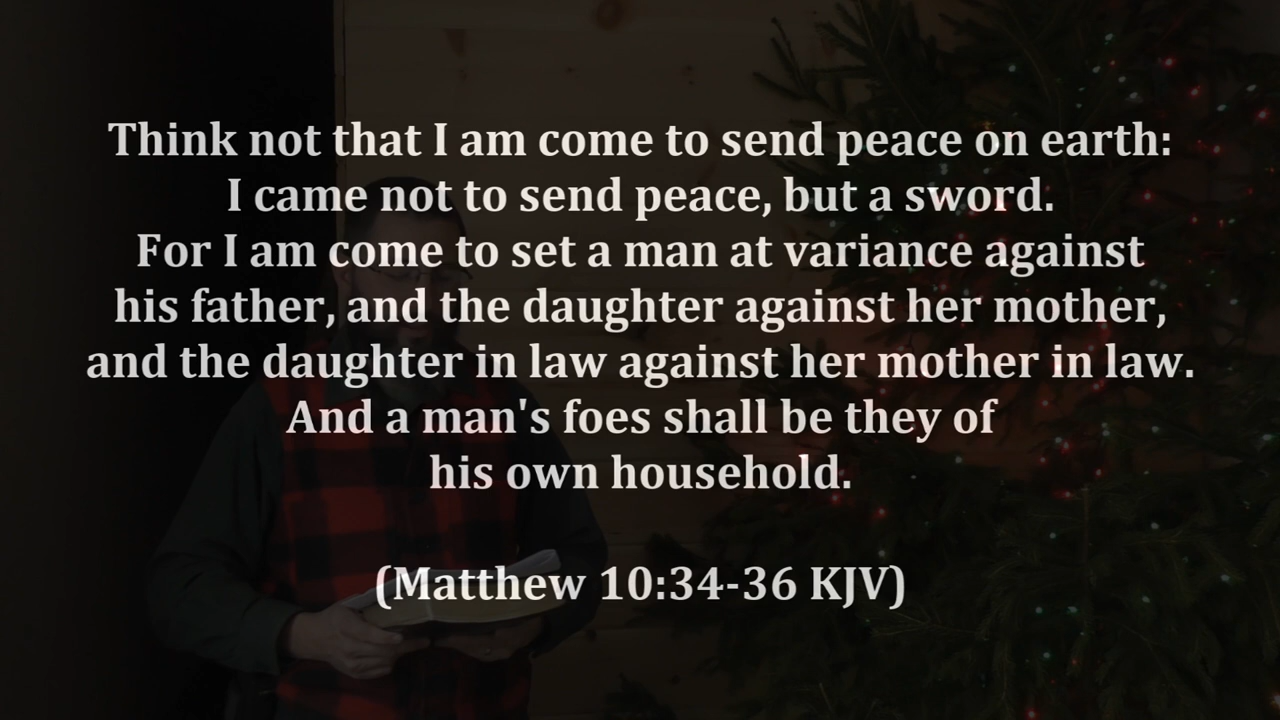 Think not that I am come to send peace on earth:
I came not to send peace, but a sword.
For I am come to set a man at variance against
his father, and the daughter against her mother,
and the daughter in law against her mother in law.
And a man's foes shall be they of
his own household.
(Matthew 10:34-36 KJV)